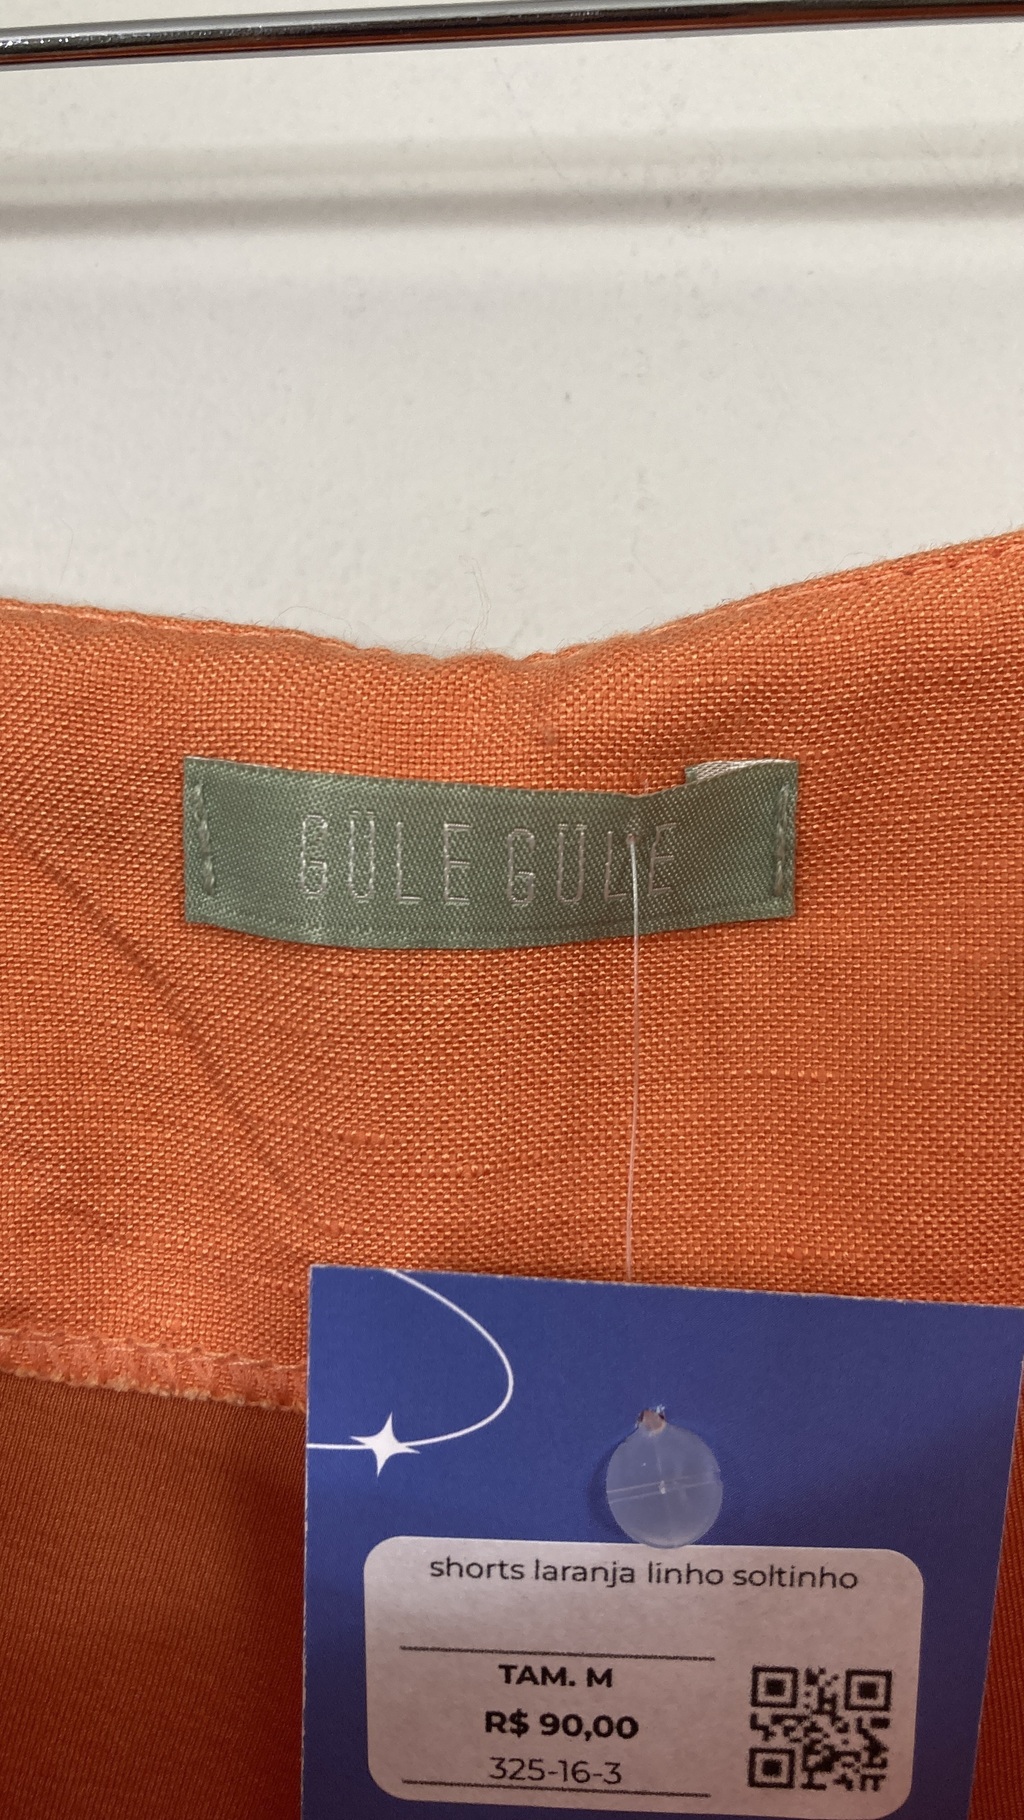 GÜLE GÜLE
shorts laranja linho soltinho
TAM. M
R$ 90,00
325-16-3